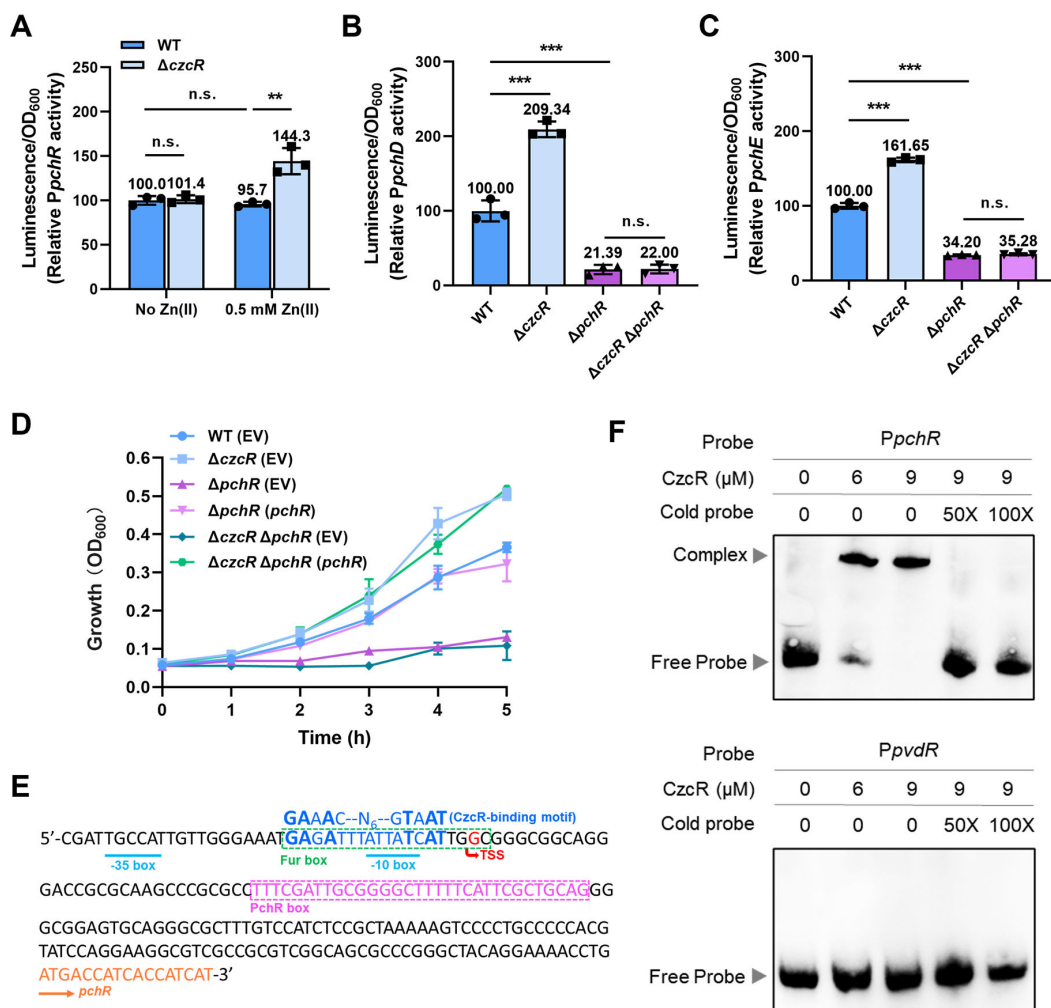 A
WT
ΔczcR
Luminescence/OD600
(Relative PpchR activity)
250
200
150
100
50
0
n.s.
**
n.s.
144.3
100.0
101.4
95.7
No Zn(II)
0.5 mM Zn(II)
B
Luminescence/OD600
(Relative PpchD activity)
300
200
100
0
***
***
209.34
100.00
n.s.
21.39
22.00
WT
ΔczcR
ΔpchR
ΔczcR ΔpchR
C
Luminescence/OD600
(Relative PpchE activity)
300
200
100
0
***
***
161.65
100.00
n.s.
34.20
35.28
WT
ΔczcR
ΔpchR
ΔczcR ΔpchR
D
WT (EV)
ΔczcR (EV)
ΔpchR (EV)
ΔpchR (pchR)
ΔczcR ΔpchR (EV)
ΔczcR ΔpchR (pchR)
Growth (OD600)
0.6
0.5
0.4
0.3
0.2
0.1
0.0
0
1
2
3
4
5
Time (h)
E
GAAAC--N6--GTAAT (CzcR-binding motif)
5'-CGATTGCCATTGTTGGGAAATGAGATTTATTATCATTGGCGGGCGGCAGG
Fur box
-35 box
-10 box
TSS
GACCGCGCAAGCCCGCGCCTTTCGATTGCGGGGCTTTTTCATTCGCTGCAGGG
PchR box
GCGGAGTGCAGGGCGCTTTGTCCATCTCCGCTAAAAAGTCCCCTGCCCCCACG
TATCCAGGAAGGCGTCGCCGCGTCGGCAGCGCCCGGGCTACAGGAAAACCTG
ATGACCATCACCATCAT-3'
pchR
F
Probe PpchR
CzcR (μM) 0 6 9 9 9
Cold probe 0 0 0 50X 100X
Complex
Free Probe
Probe PpvdR
CzcR (μM) 0 6 9 9 9
Cold probe 0 0 0 50X 100X
Free Probe